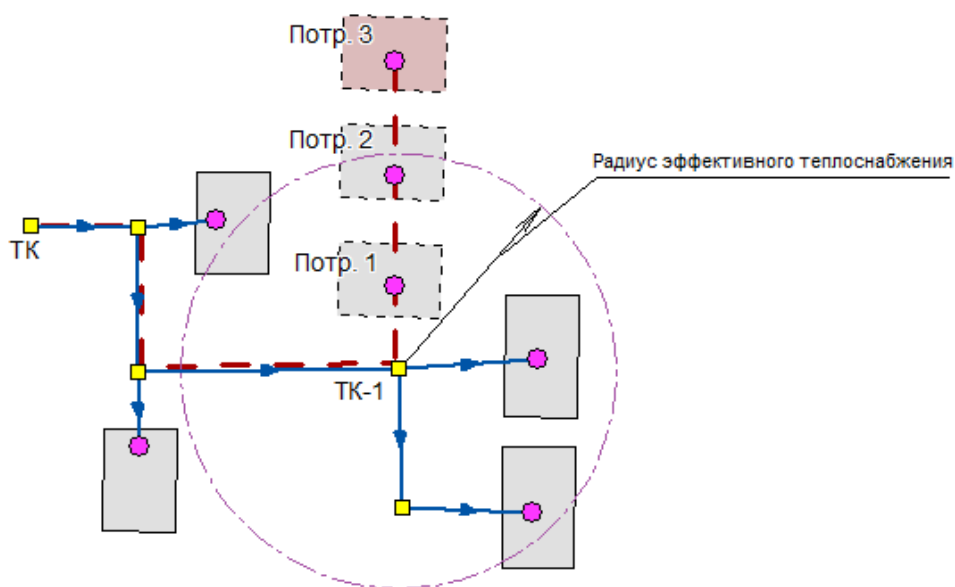 Потр. 3
Потр. 2
Радиус эффективного теплоснабжения
ТК
Потр. 1
ТК-1